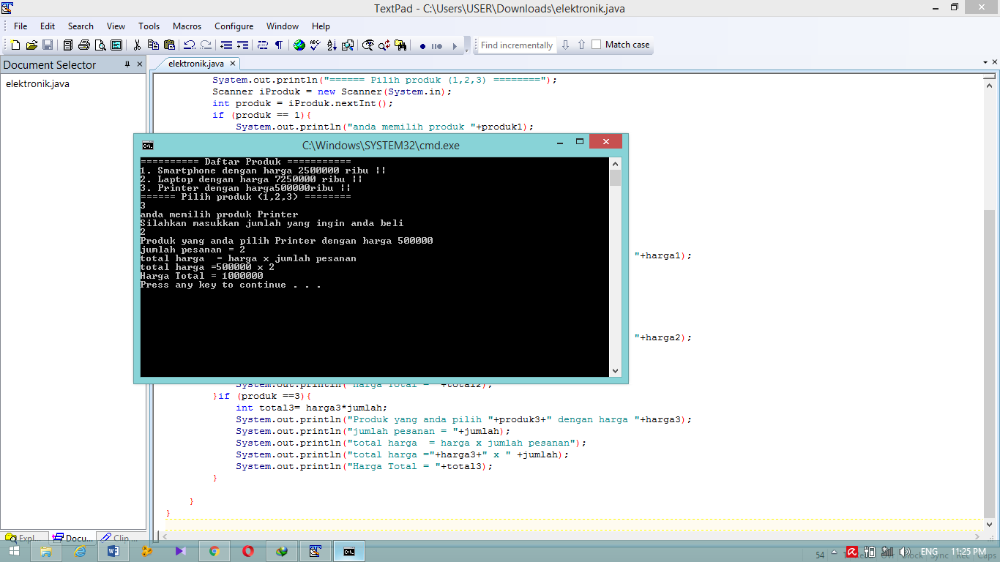 TextPad - C:\Users\USER\Downloads\elektronik.java
File Edit Search View Tools Macros Configure Window Help
Find incrementally Match case
Document Selector
elektronik.java
elektronik.java
System.out.println("====== Pilih produk (1,2,3) ========");
Scanner iProduk = new Scanner(System.in);
int produk = iProduk.nextInt();
if (produk == 1){
System.out.println("anda memilih produk "+produk1);
C:\Windows\SYSTEM32\cmd.exe
========== Daftar Produk ===========
1. Smartphone dengan harga 2500000 ribu ||
2. Laptop dengan harga 7250000 ribu ||
3. Printer dengan harga500000ribu ||
====== Pilih produk (1,2,3) ========
3
anda memilih produk Printer
Silahkan masukkan jumlah yang ingin anda beli
2
Produk yang anda pilih Printer dengan harga 500000
jumlah pesanan = 2
total harga  = harga x jumlah pesanan
total harga =500000 x 2
Harga Total = 1000000
Press any key to continue . . .
"+harga1);
"+harga2);
System.out.println("harga Total = "+total2);
}if (produk ==3){
int total3= harga3*jumlah;
System.out.println("Produk yang anda pilih "+produk3+" dengan harga "+harga3);
System.out.println("jumlah pesanan = "+jumlah);
System.out.println("total harga  = harga x jumlah pesanan");
System.out.println("total harga ="+harga3+" x " +jumlah);
System.out.println("Harga Total = "+total3);
}
}
}
Expl... Docu... Clip ...
54 ENG 11:25 PM
Block Sync Rec Caps